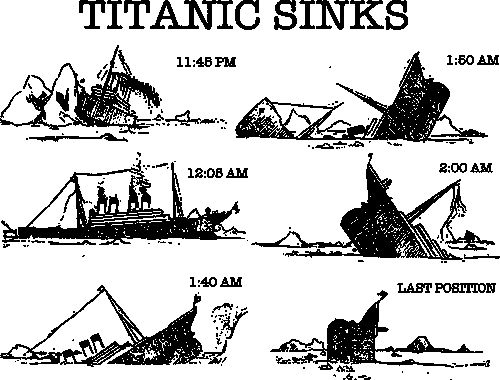 TITANIC SINKS
11:45 PM
12:05 AM
1:40 AM
1:50 AM
2:00 AM
LAST POSITION